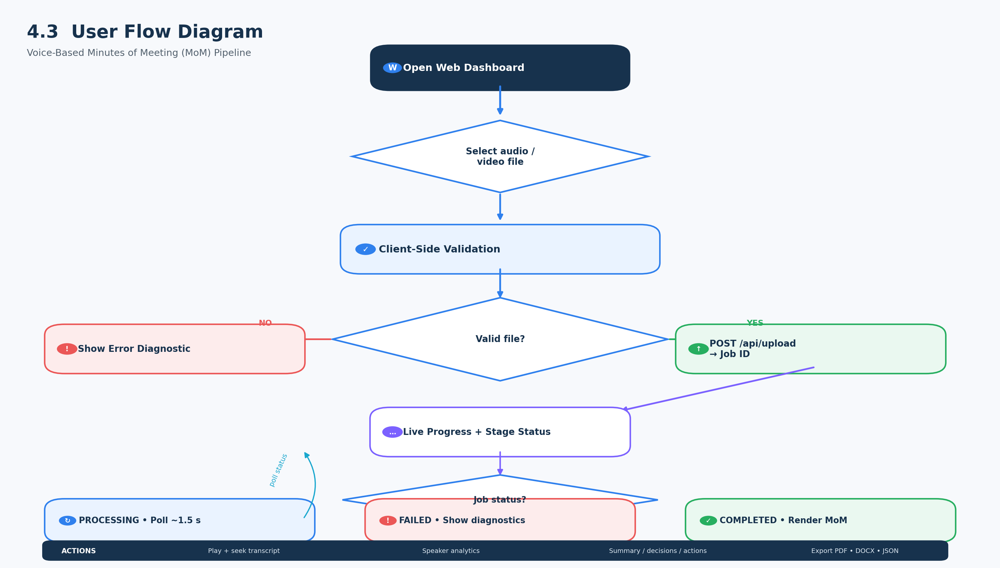 4.3  User Flow Diagram
Voice-Based Minutes of Meeting (MoM) Pipeline
W Open Web Dashboard
Select audio /
video file
✓ Client-Side Validation
NO
YES
Valid file?
! Show Error Diagnostic
↑ POST /api/upload
→ Job ID
... Live Progress + Stage Status
poll status
Job status?
↻ PROCESSING • Poll ~1.5 s
! FAILED • Show diagnostics
✓ COMPLETED • Render MoM
ACTIONS
Play + seek transcript
Speaker analytics
Summary / decisions / actions
Export PDF • DOCX • JSON